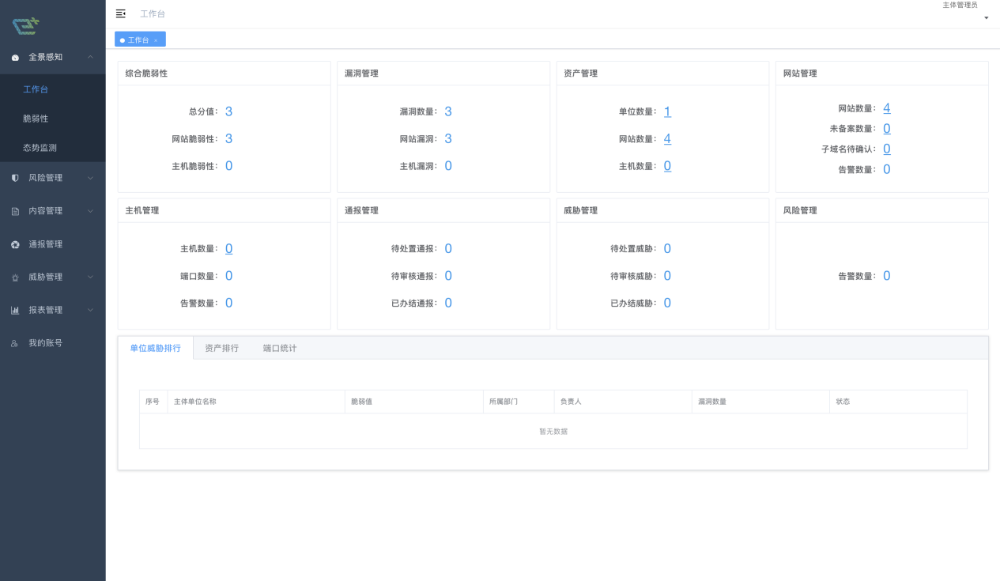 主体管理员
工作台
工作台 ×
全景感知
工作台
脆弱性
态势监测
风险管理
内容管理
通报管理
威胁管理
报表管理
我的账号
综合脆弱性
总分值： 3
网站脆弱性： 3
主机脆弱性： 0
漏洞管理
漏洞数量： 3
网站漏洞： 3
主机漏洞： 0
资产管理
单位数量： 1
网站数量： 4
主机数量： 0
网站管理
网站数量： 4
未备案数量： 0
子域名待确认： 0
告警数量： 0
主机管理
主机数量： 0
端口数量： 0
告警数量： 0
通报管理
待处置通报： 0
待审核通报： 0
已办结通报： 0
威胁管理
待处置威胁： 0
待审核威胁： 0
已办结威胁： 0
风险管理
告警数量： 0
单位威胁排行 资产排行 端口统计
序号 主体单位名称 脆弱值 所属部门 负责人 漏洞数量 状态
暂无数据